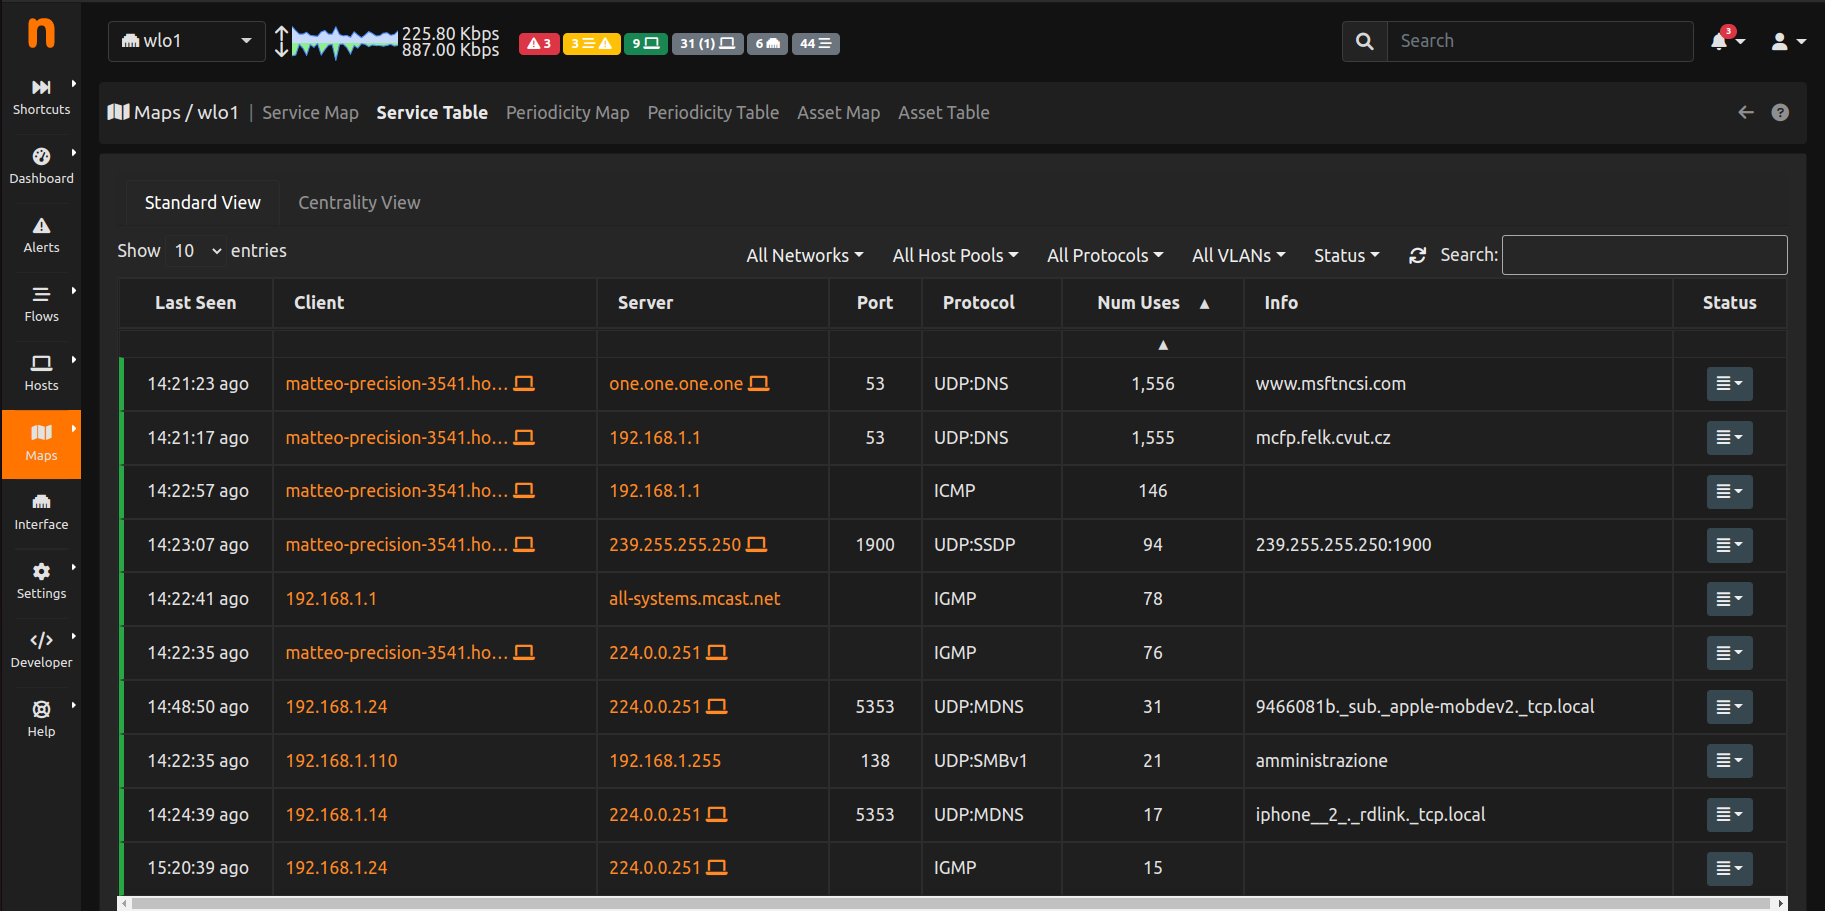 n
wlo1
225.80 Kbps
887.00 Kbps
3
3
9
31 (1)
6
44
Search
3
Shortcuts
Dashboard
Alerts
Flows
Hosts
Maps
Interface
Settings
Developer
Help
Maps / wlo1 | Service Map Service Table Periodicity Map Periodicity Table Asset Map Asset Table
Standard View Centrality View
Show 10 entries
All Networks All Host Pools All Protocols All VLANs Status Search:
Last Seen Client Server Port Protocol Num Uses ▲ Info Status
▲
14:21:23 ago matteo-precision-3541.ho... one.one.one.one 53 UDP:DNS 1,556 www.msftncsi.com
14:21:17 ago matteo-precision-3541.ho... 192.168.1.1 53 UDP:DNS 1,555 mcfp.felk.cvut.cz
14:22:57 ago matteo-precision-3541.ho... 192.168.1.1 ICMP 146
14:23:07 ago matteo-precision-3541.ho... 239.255.255.250 1900 UDP:SSDP 94 239.255.255.250:1900
14:22:41 ago 192.168.1.1 all-systems.mcast.net IGMP 78
14:22:35 ago matteo-precision-3541.ho... 224.0.0.251 IGMP 76
14:48:50 ago 192.168.1.24 224.0.0.251 5353 UDP:MDNS 31 9466081b._sub._apple-mobdev2._tcp.local
14:22:35 ago 192.168.1.110 192.168.1.255 138 UDP:SMBv1 21 amministrazione
14:24:39 ago 192.168.1.14 224.0.0.251 5353 UDP:MDNS 17 iphone__2_._rdlink._tcp.local
15:20:39 ago 192.168.1.24 224.0.0.251 IGMP 15